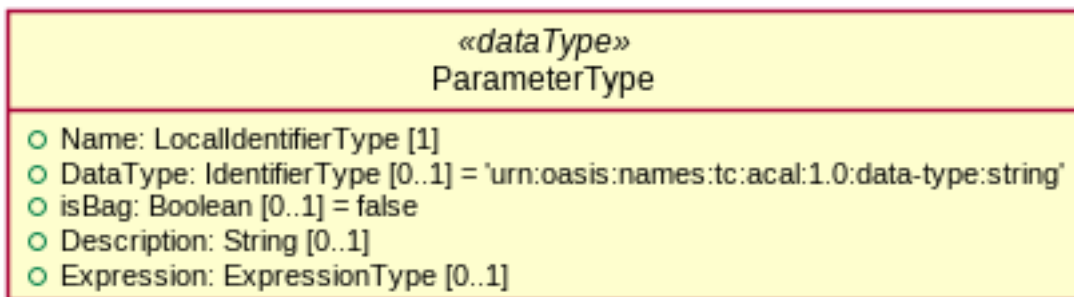 «dataType»
ParameterType
Name: LocalIdentifierType [1]
DataType: IdentifierType [0..1] = 'urn:oasis:names:tc:acal:1.0:data-type:string'
isBag: Boolean [0..1] = false
Description: String [0..1]
Expression: ExpressionType [0..1]